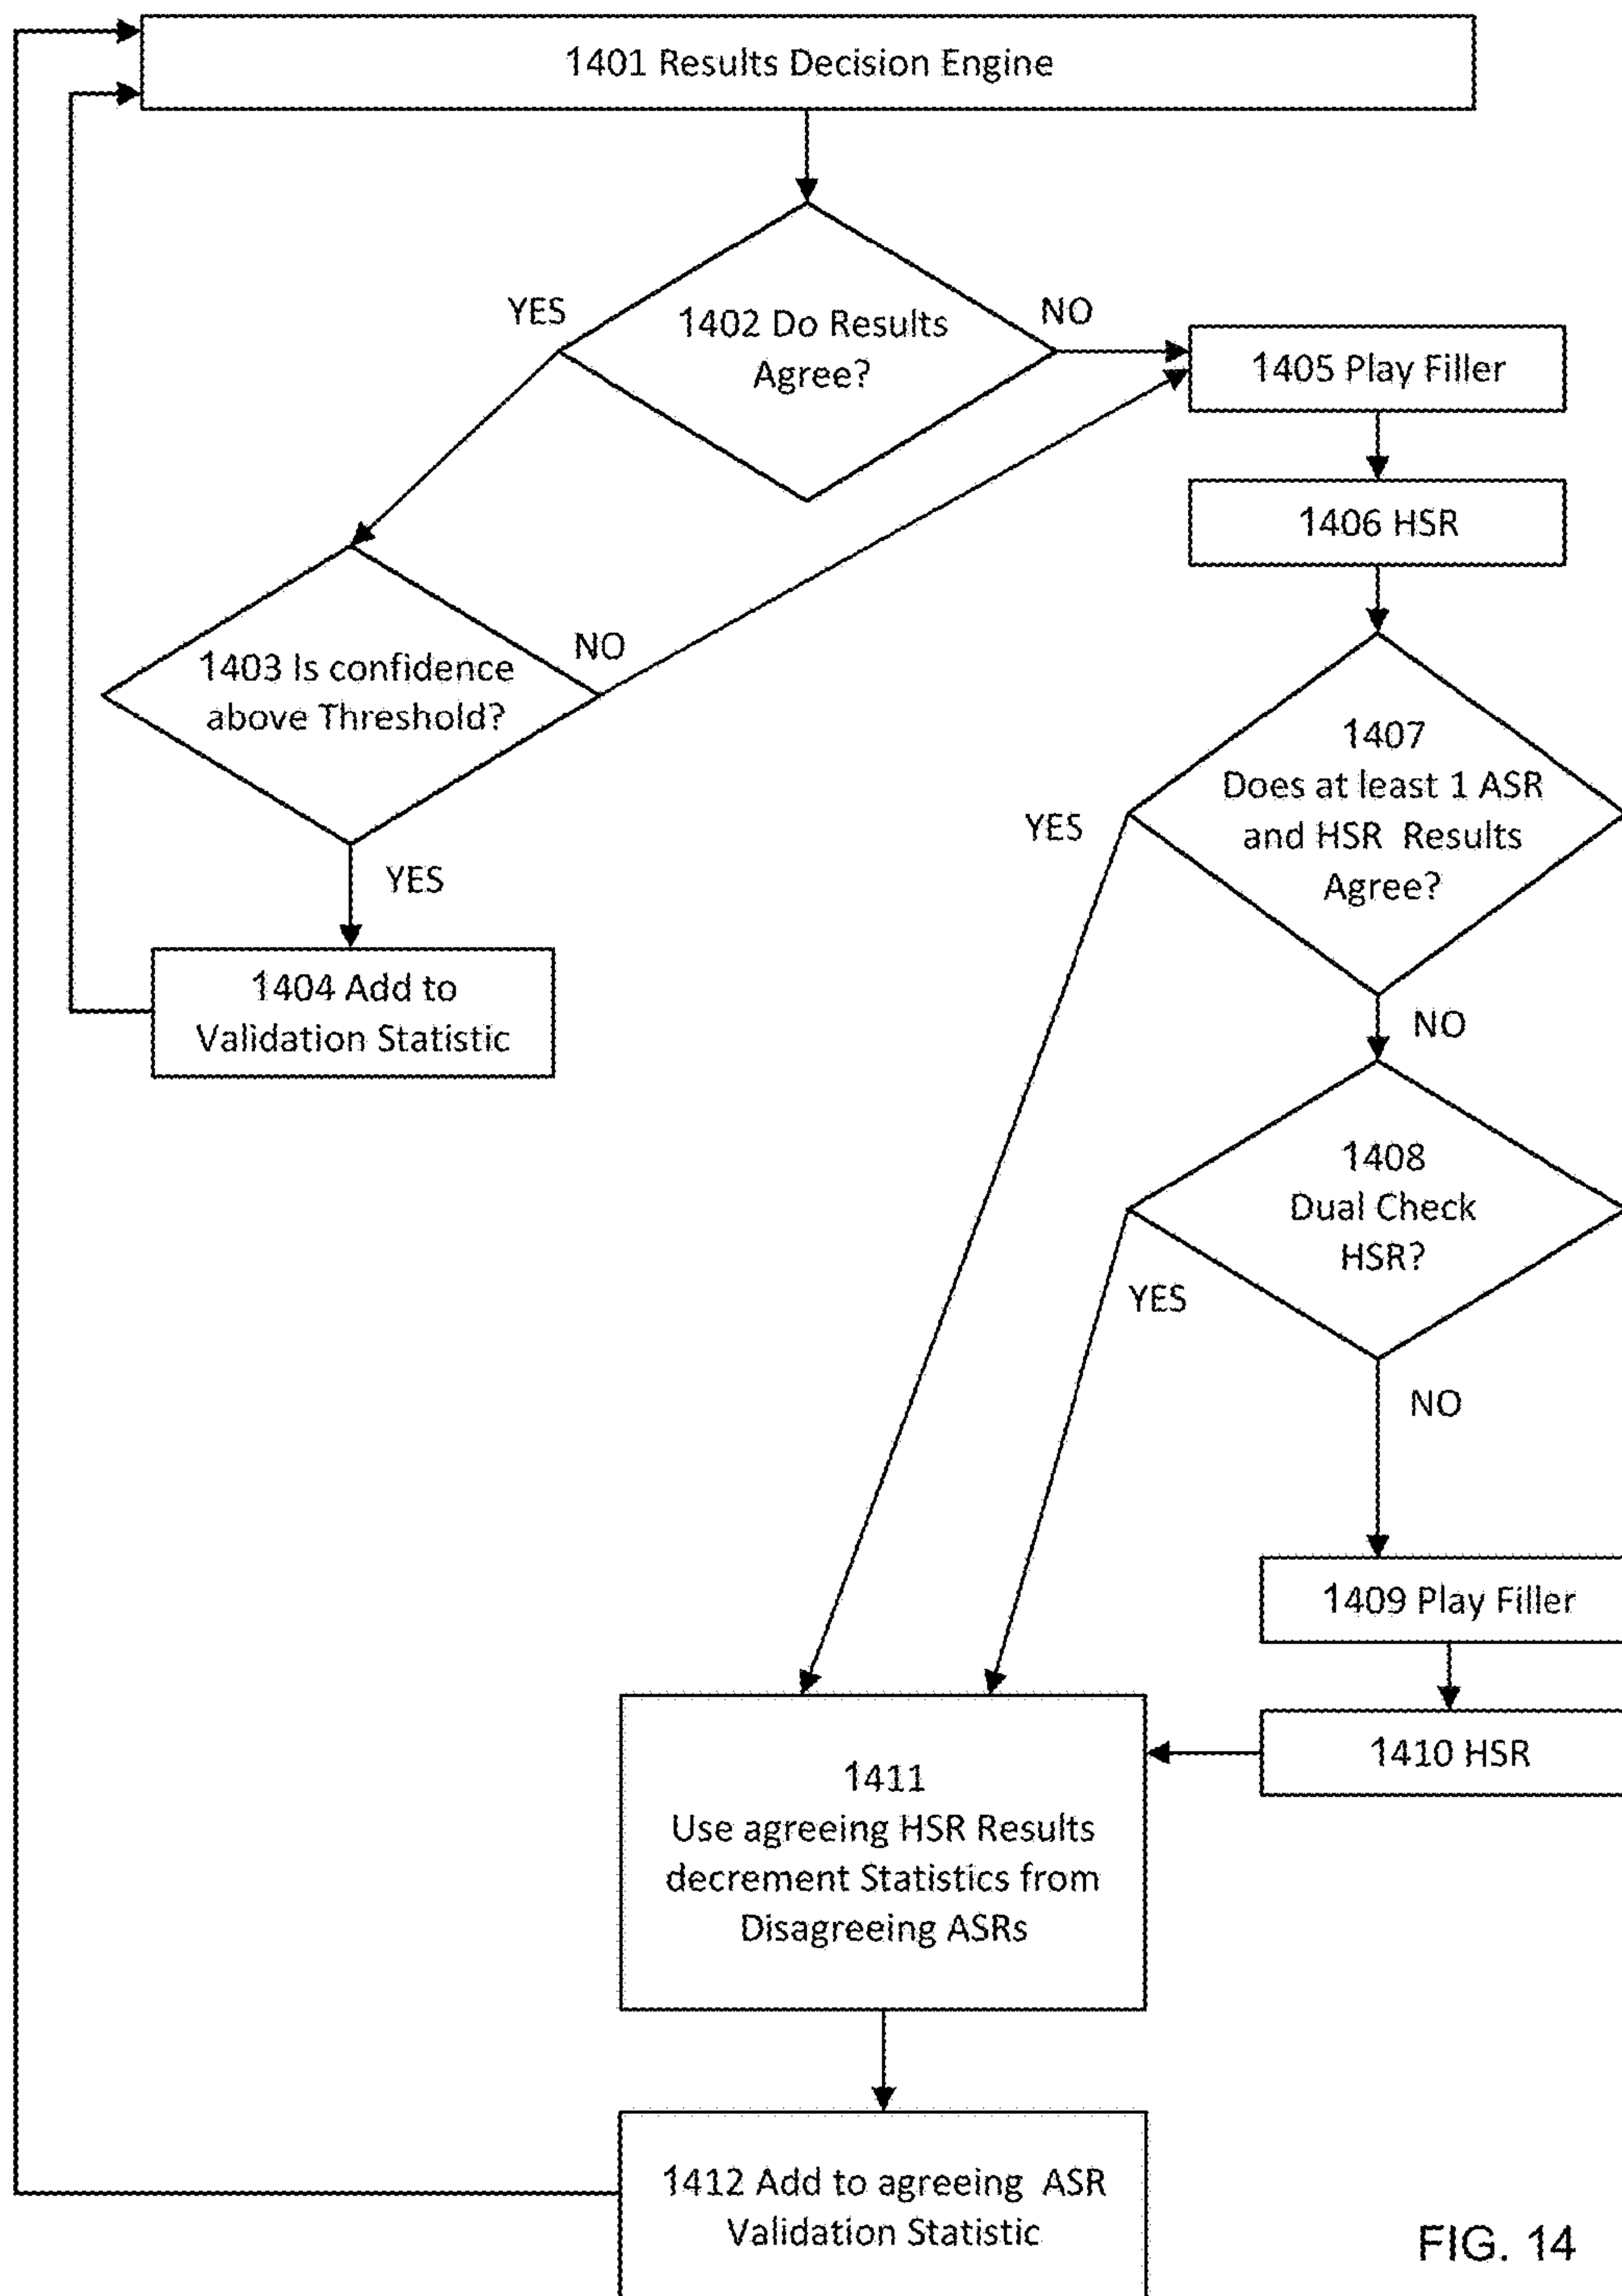 1401 Results Decision Engine
YES
1402 Do Results
Agree?
NO
1405 Play Filler
1406 HSR
1403 Is confidence
above Threshold?
NO
YES
1404 Add to
Validation Statistic
1407
Does at least 1 ASR
and HSR Results
Agree?
YES
NO
1408
Dual Check
HSR?
YES
NO
1409 Play Filler
1410 HSR
1411
Use agreeing HSR Results
decrement Statistics from
Disagreeing ASRs
1412 Add to agreeing ASR
Validation Statistic
FIG. 14